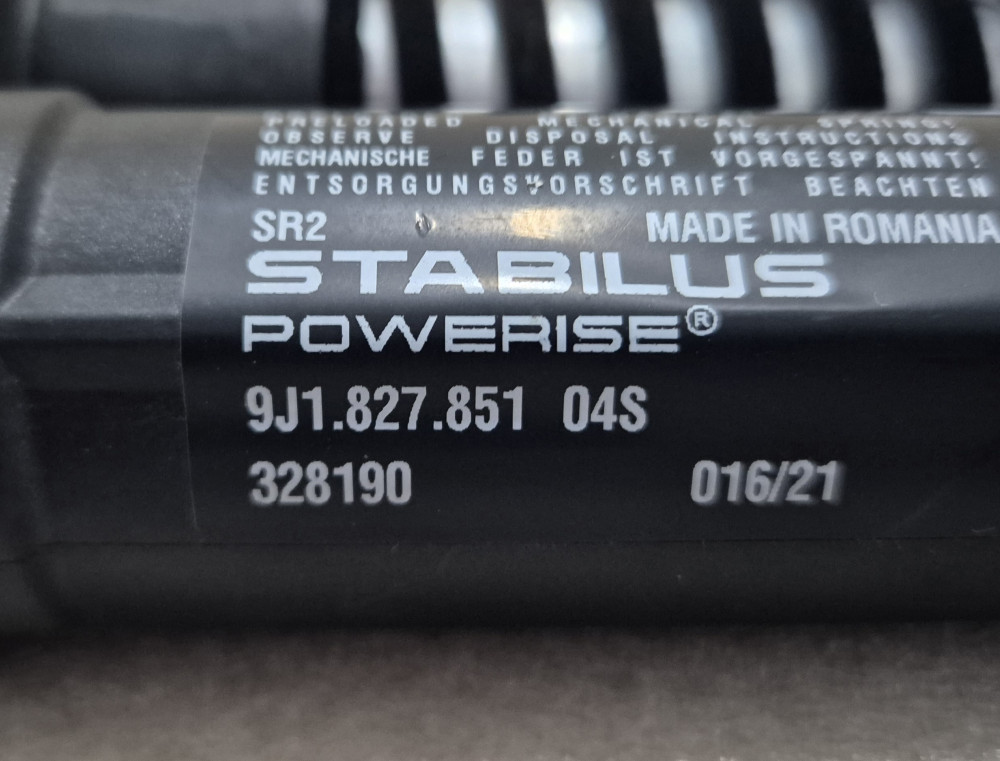 PRELOADED MECHANICAL SPRING!
OBSERVE DISPOSAL INSTRUCTIONS
MECHANISCHE FEDER IST VORGESPANNT!
ENTSORGUNGSVORSCHRIFT BEACHTEN
SR2 MADE IN ROMANIA
STABILUS
POWERISE®
9J1.827.851 04S
328190 016/21